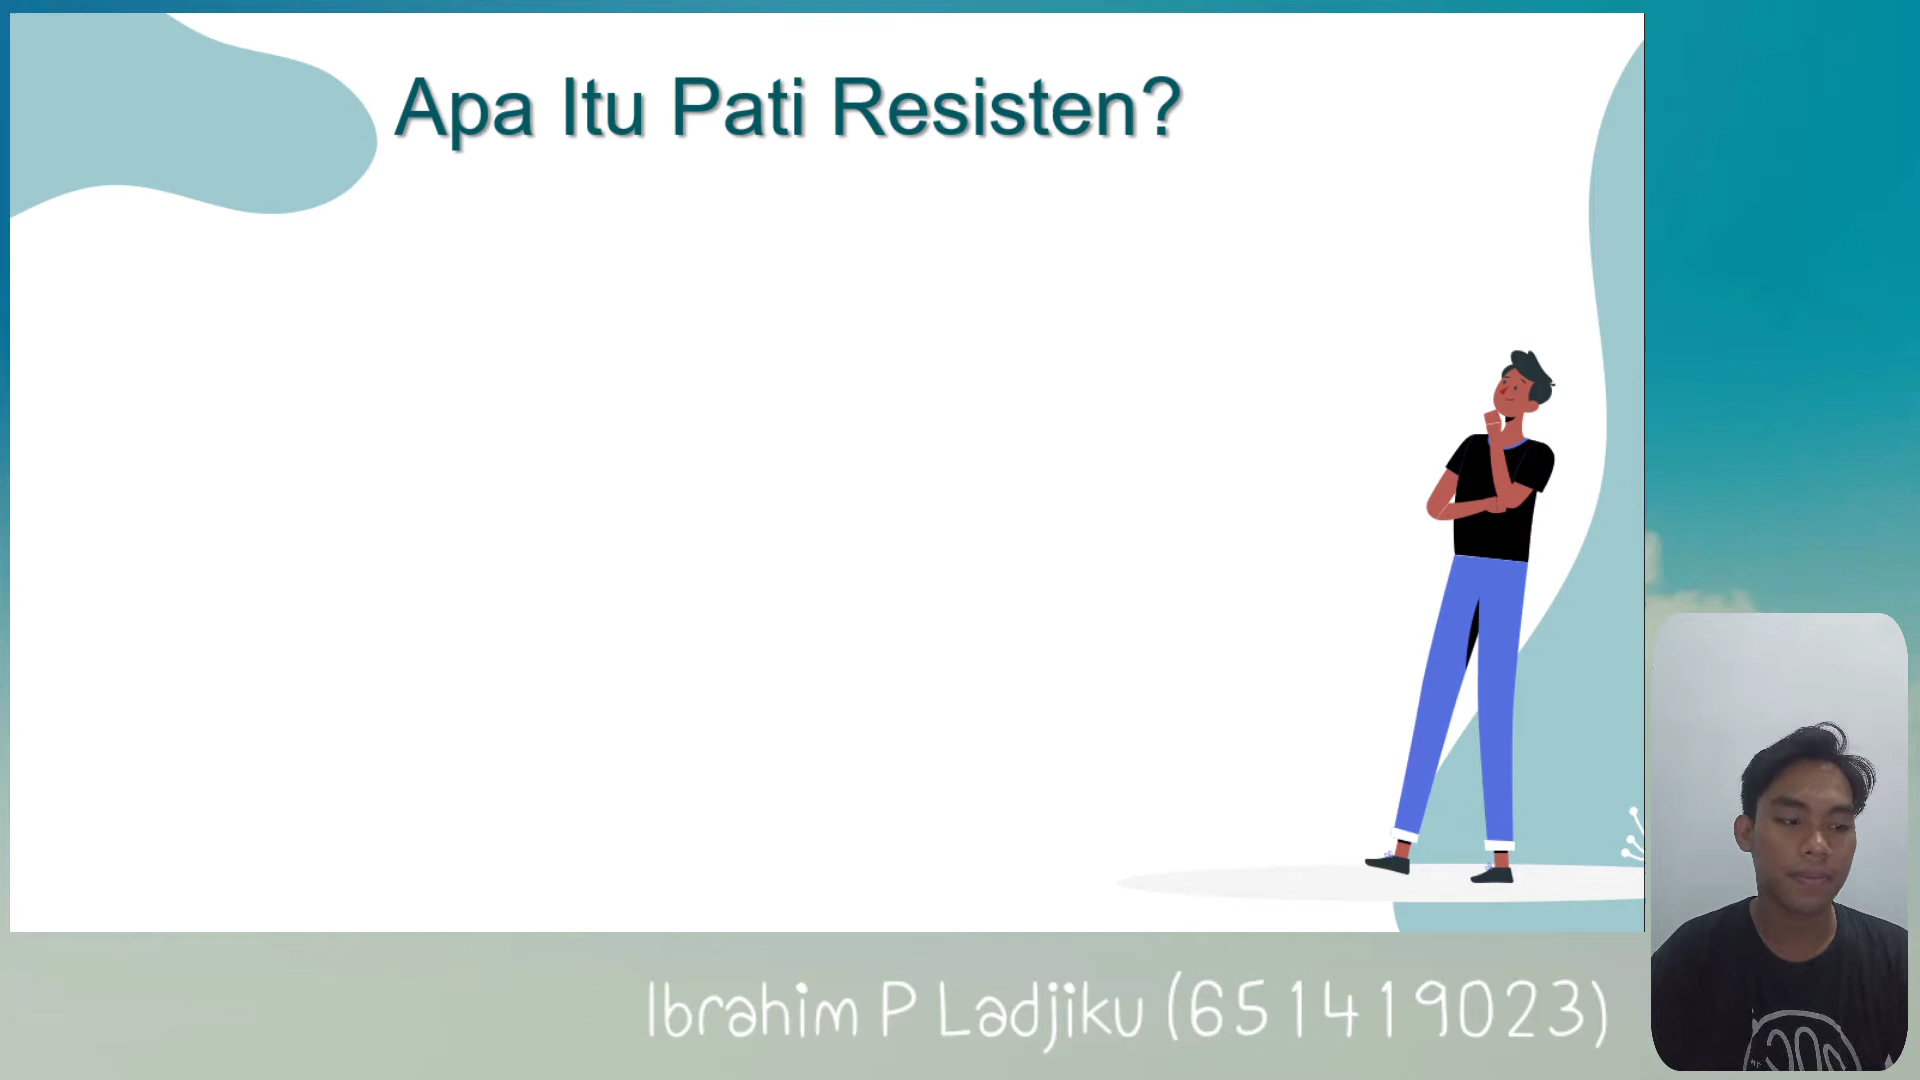 Apa Itu Pati Resisten?
Ibrahim P Ladjiku (651419023)